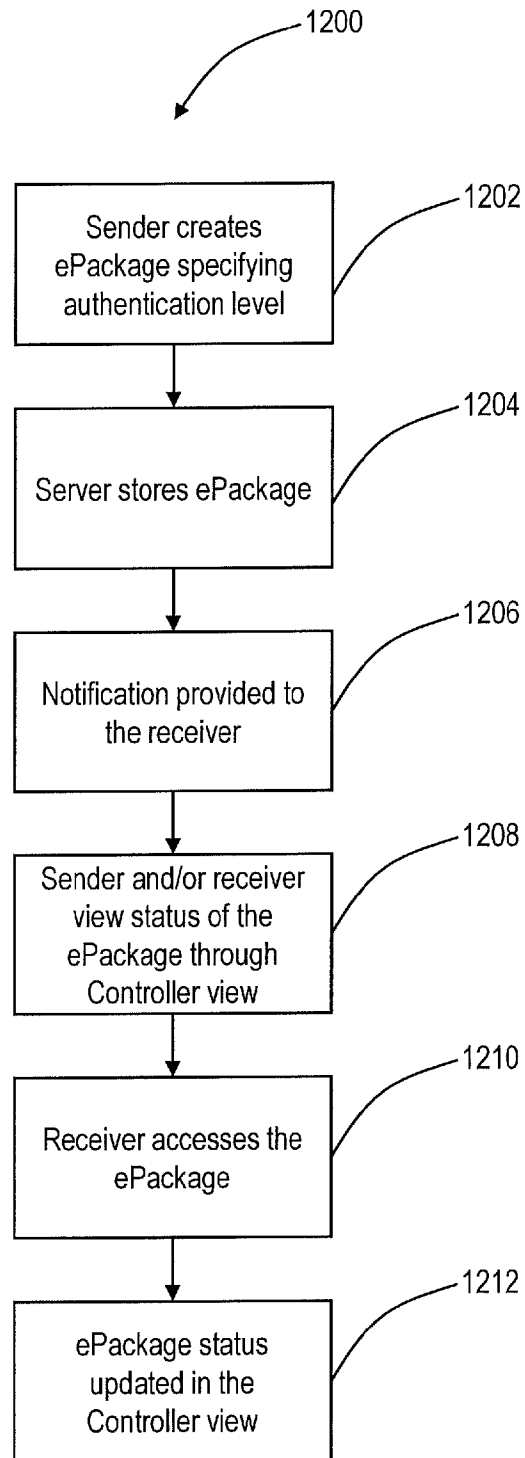 1200
1202
Sender creates
ePackage specifying
authentication level
1204
Server stores ePackage
1206
Notification provided to
the receiver
1208
Sender and/or receiver
view status of the
ePackage through
Controller view
1210
Receiver accesses the
ePackage
1212
ePackage status
updated in the
Controller view